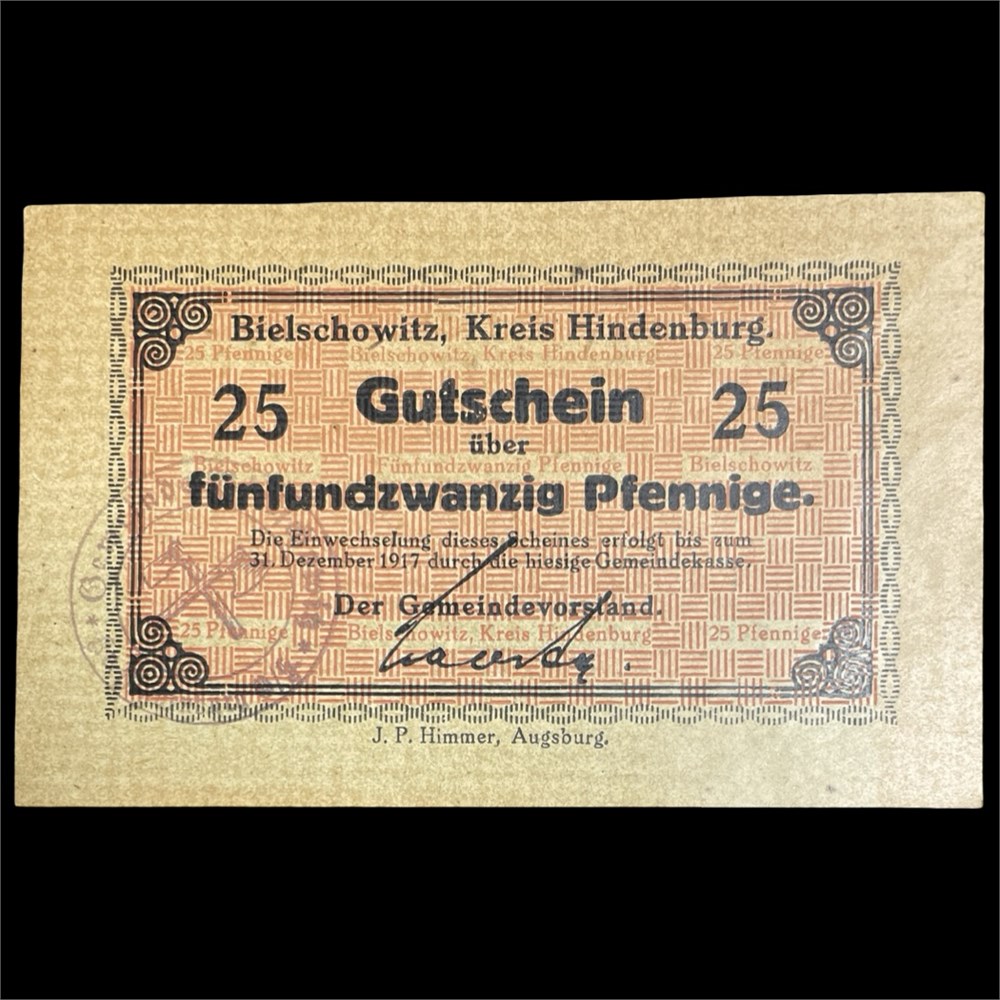 Bielschowitz, Kreis Hindenburg.
25 Pfennige Bielschowitz, Kreis Hindenburg 25 Pfennige
25 Gutschein 25
über
Bielschowitz Fünfundzwanzig Pfennige Bielschowitz
fünfundzwanzig Pfennige.
Die Einwechselung dieses Scheines erfolgt bis zum
31. Dezember 1917 durch die hiesige Gemeindekasse.
Der Gemeindevorstand.
25 Pfennige Bielschowitz, Kreis Hindenburg 25 Pfennige
J. P. Himmer, Augsburg.